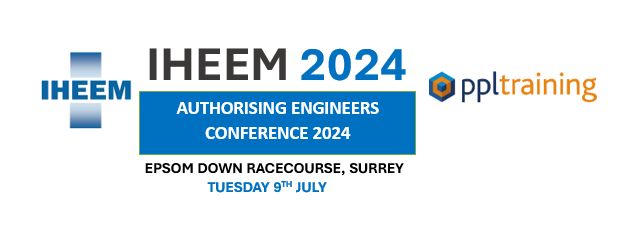 IHEEM
IHEEM 2024
AUTHORISING ENGINEERS
CONFERENCE 2024
EPSOM DOWN RACECOURSE, SURREY
TUESDAY 9TH JULY
ppltraining